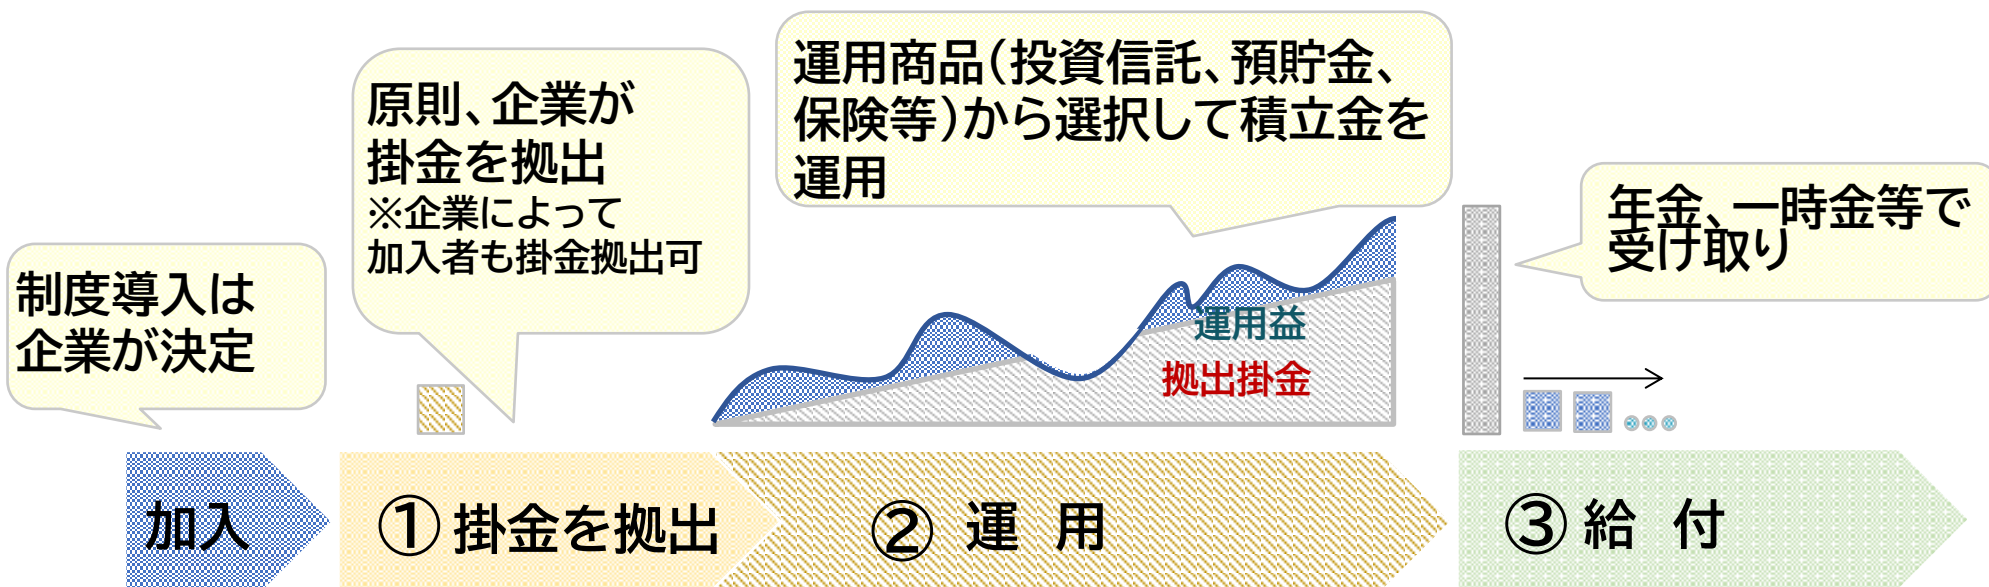 制度導入は
企業が決定
原則、企業が
掛金を拠出
※企業によって
加入者も掛金拠出可
運用商品(投資信託、預貯金、
保険等)から選択して積立金を
運用
年金、一時金等で
受け取り
運用益
拠出掛金
加入
① 掛金を拠出
② 運 用
③ 給 付